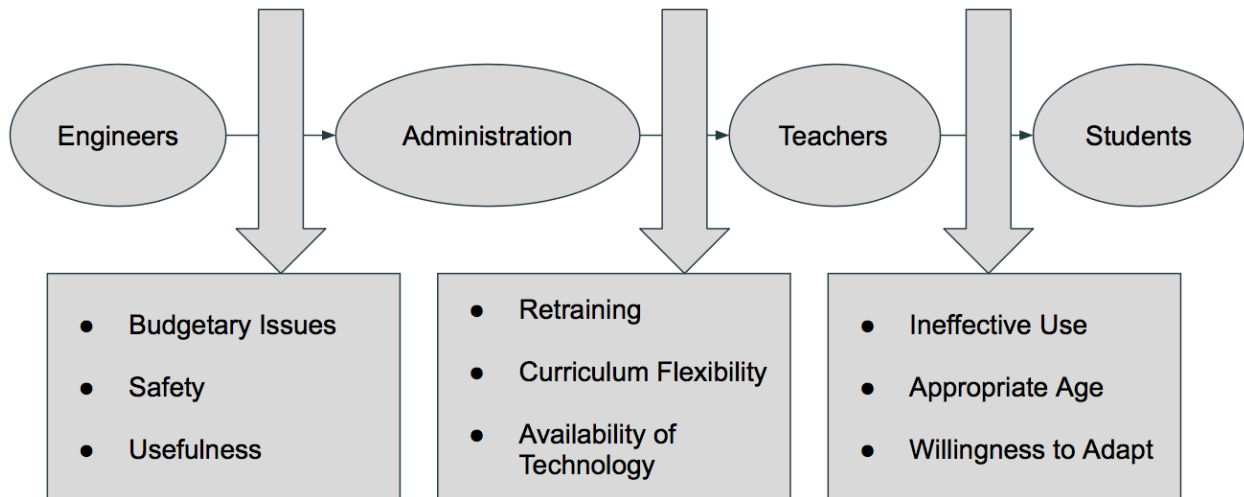 Engineers
Administration
Teachers
Students
● Budgetary Issues
● Safety
● Usefulness
● Retraining
● Curriculum Flexibility
● Availability of
Technology
● Ineffective Use
● Appropriate Age
● Willingness to Adapt